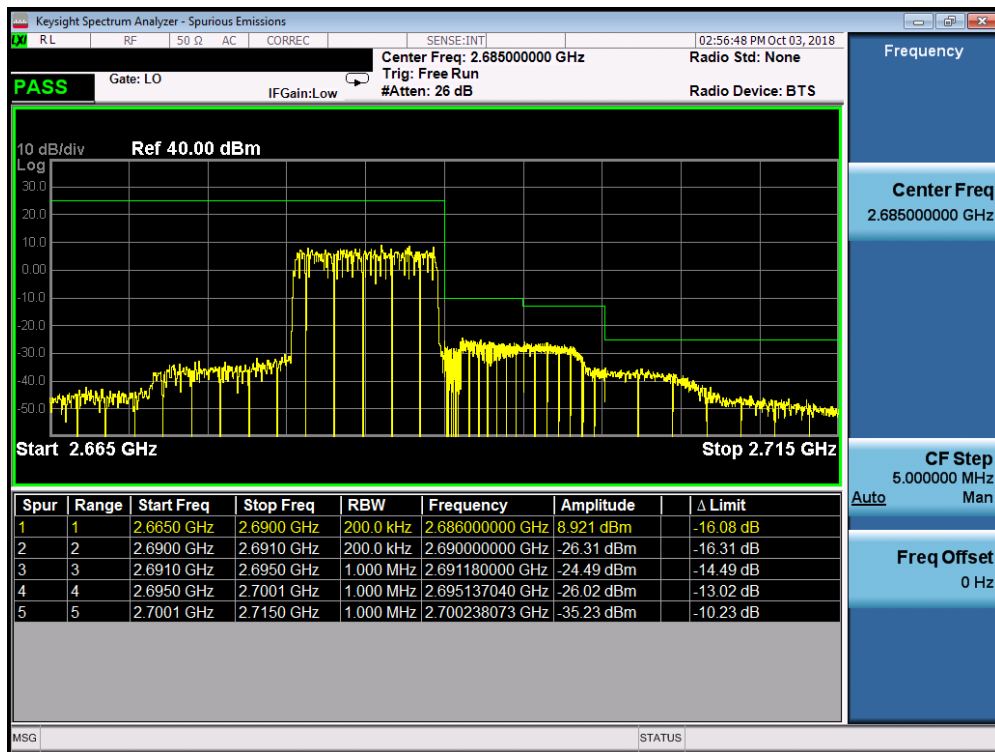 Keysight Spectrum Analyzer - Spurious Emissions
LXI RL RF 50 Ω AC CORREC SENSE:INT 02:56:48 PM Oct 03, 2018
Center Freq: 2.685000000 GHz Radio Std: None
PASS Gate: LO Trig: Free Run
IFGain:Low #Atten: 26 dB Radio Device: BTS
10 dB/div Ref 40.00 dBm
Log
30.0
20.0
10.0
0.00
-10.0
-20.0
-30.0
-40.0
-50.0
Start 2.665 GHz Stop 2.715 GHz
Spur Range Start Freq Stop Freq RBW Frequency Amplitude Δ Limit
1 1 2.6650 GHz 2.6900 GHz 200.0 kHz 2.686000000 GHz 8.921 dBm -16.08 dB
2 2 2.6900 GHz 2.6910 GHz 200.0 kHz 2.690000000 GHz -26.31 dBm -16.31 dB
3 3 2.6910 GHz 2.6950 GHz 1.000 MHz 2.691180000 GHz -24.49 dBm -14.49 dB
4 4 2.6950 GHz 2.7001 GHz 1.000 MHz 2.695137040 GHz -26.02 dBm -13.02 dB
5 5 2.7001 GHz 2.7150 GHz 1.000 MHz 2.700238073 GHz -35.23 dBm -10.23 dB
MSG STATUS
Frequency
Center Freq
2.685000000 GHz
CF Step
5.000000 MHz
Auto Man
Freq Offset
0 Hz